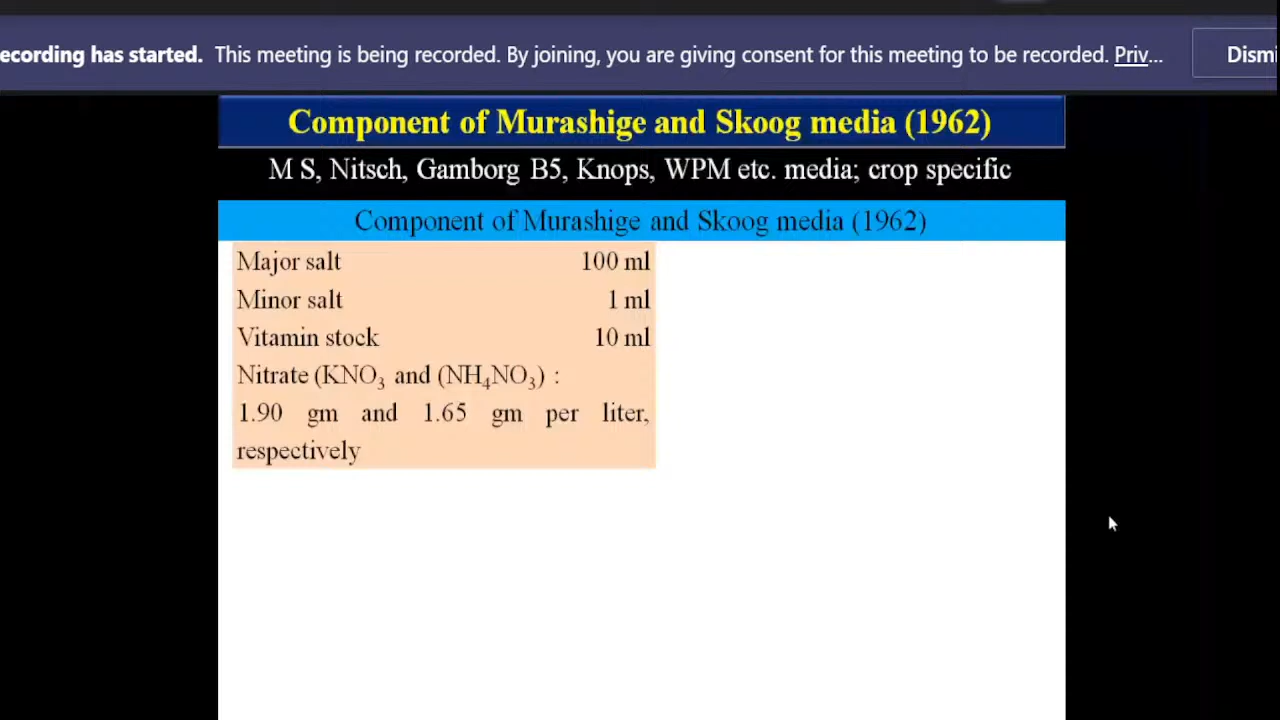 ecording has started. This meeting is being recorded. By joining, you are giving consent for this meeting to be recorded. Priv...
Dismi
Component of Murashige and Skoog media (1962)
M S, Nitsch, Gamborg B5, Knops, WPM etc. media; crop specific
Component of Murashige and Skoog media (1962)
Major salt 100 ml
Minor salt 1 ml
Vitamin stock 10 ml
Nitrate (KNO₃ and (NH₄NO₃) :
1.90 gm and 1.65 gm per liter,
respectively